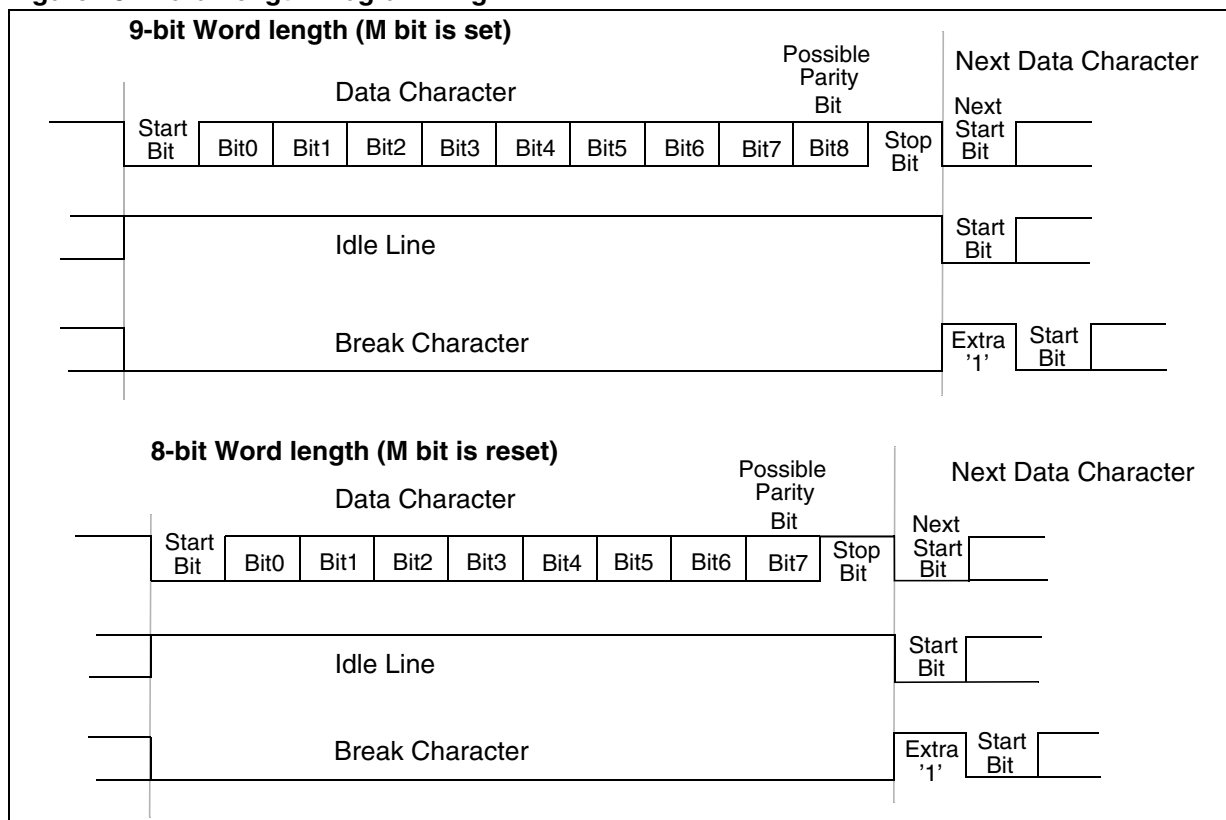 9-bit Word length (M bit is set)
Possible
Parity
Bit
Next Data Character
Data Character
Next
Start
Bit
Start
Bit
Bit0
Bit1
Bit2
Bit3
Bit4
Bit5
Bit6
Bit7
Bit8
Stop
Bit
Idle Line
Start
Bit
Break Character
Extra
’1’
Start
Bit
8-bit Word length (M bit is reset)
Possible
Parity
Bit
Next Data Character
Data Character
Next
Start
Bit
Start
Bit
Bit0
Bit1
Bit2
Bit3
Bit4
Bit5
Bit6
Bit7
Stop
Bit
Idle Line
Start
Bit
Break Character
Extra
’1’
Start
Bit